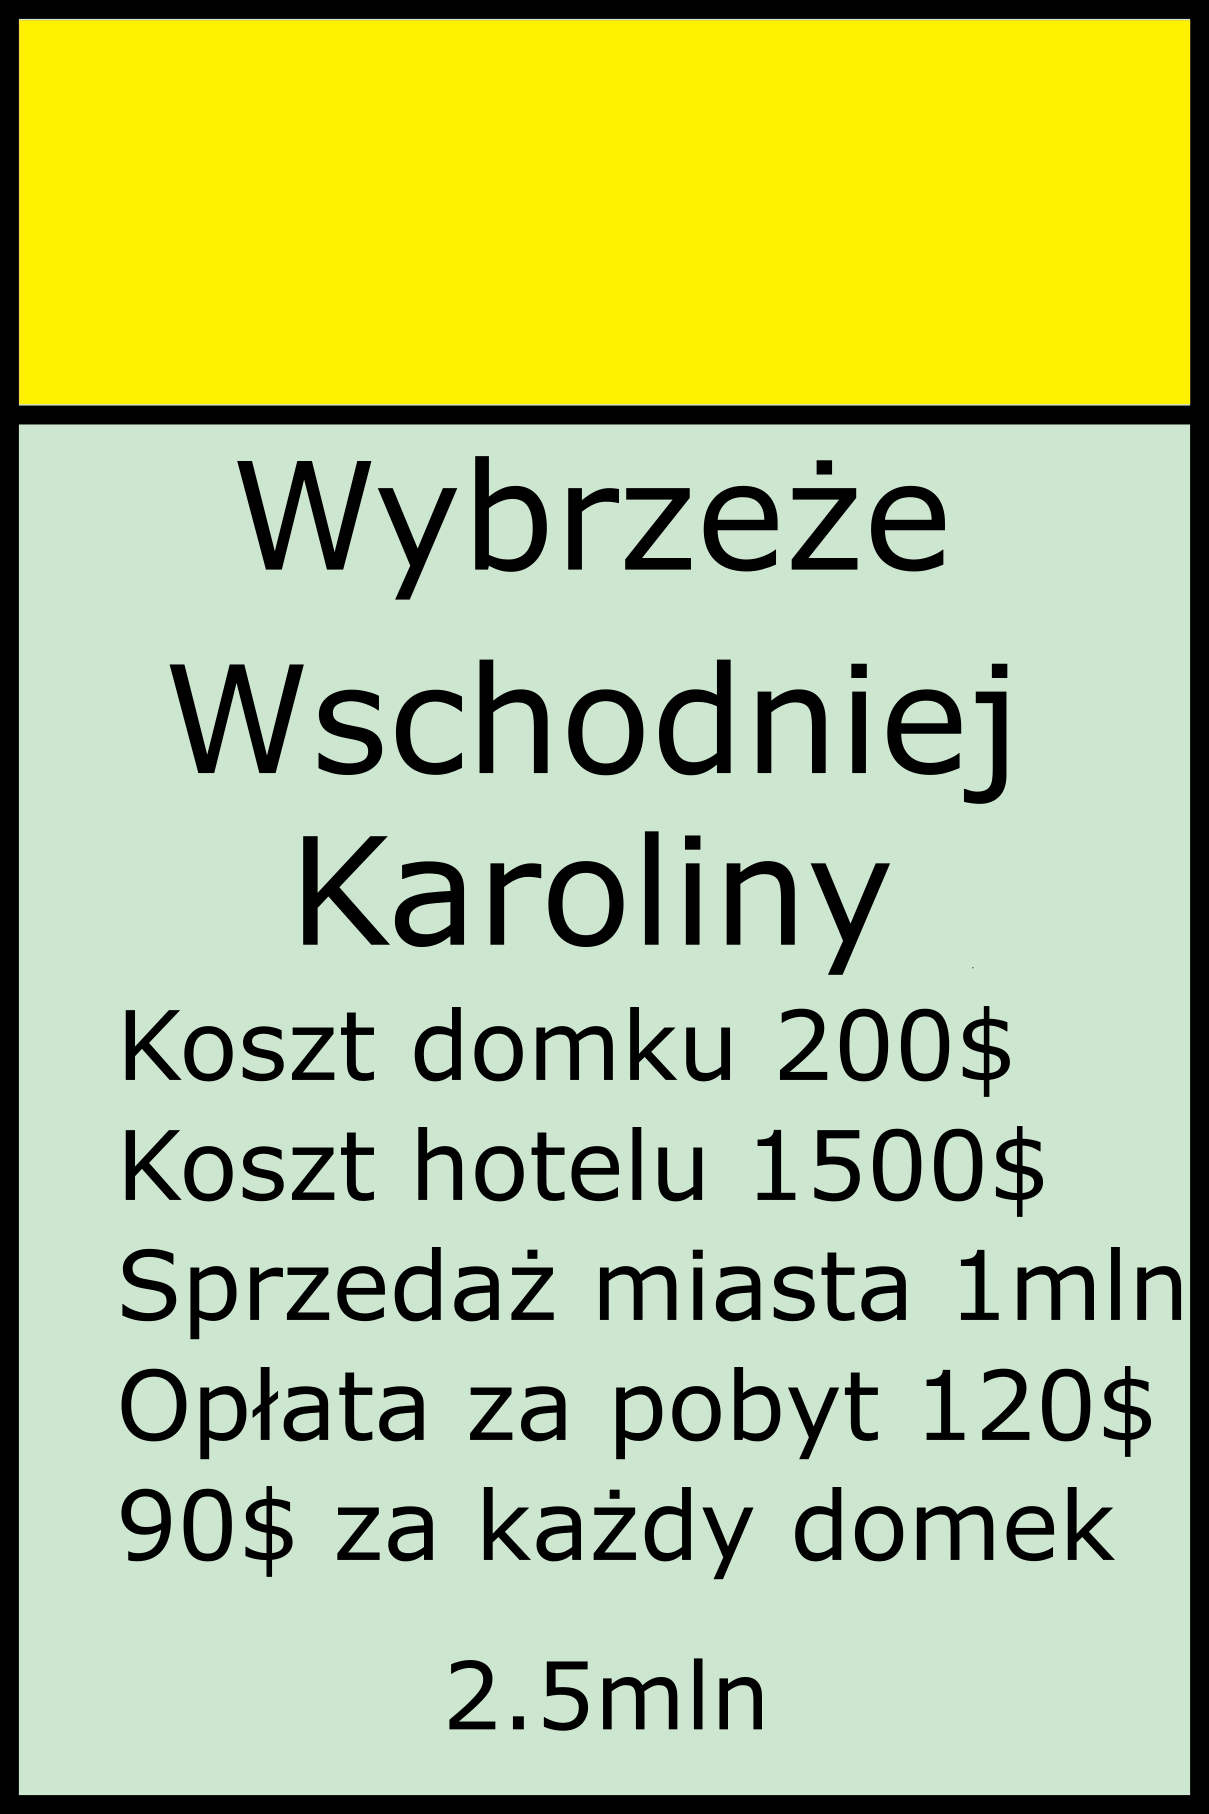 Wybrzeże
Wschodniej
Karoliny
Koszt domku 200$
Koszt hotelu 1500$
Sprzedaż miasta 1mln
Opłata za pobyt 120$
90$ za każdy domek
2.5mln